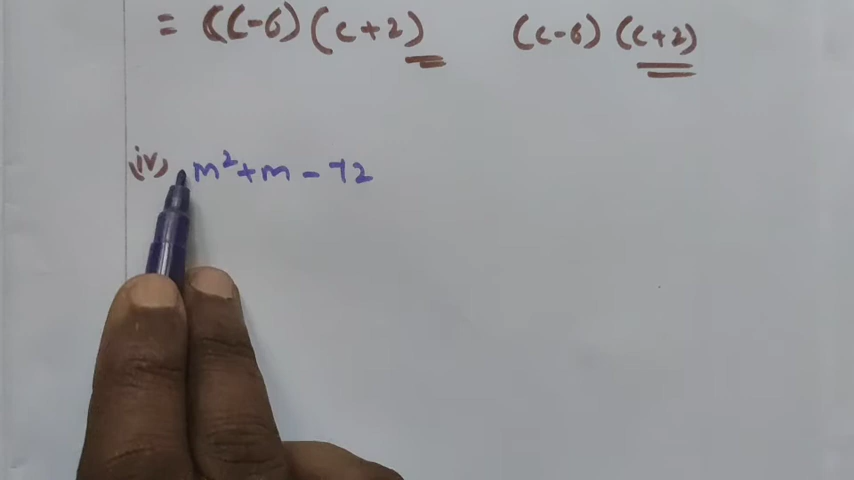 = ((-6) (c+2) (c-6) (c+2)
(iv) m²+m-72